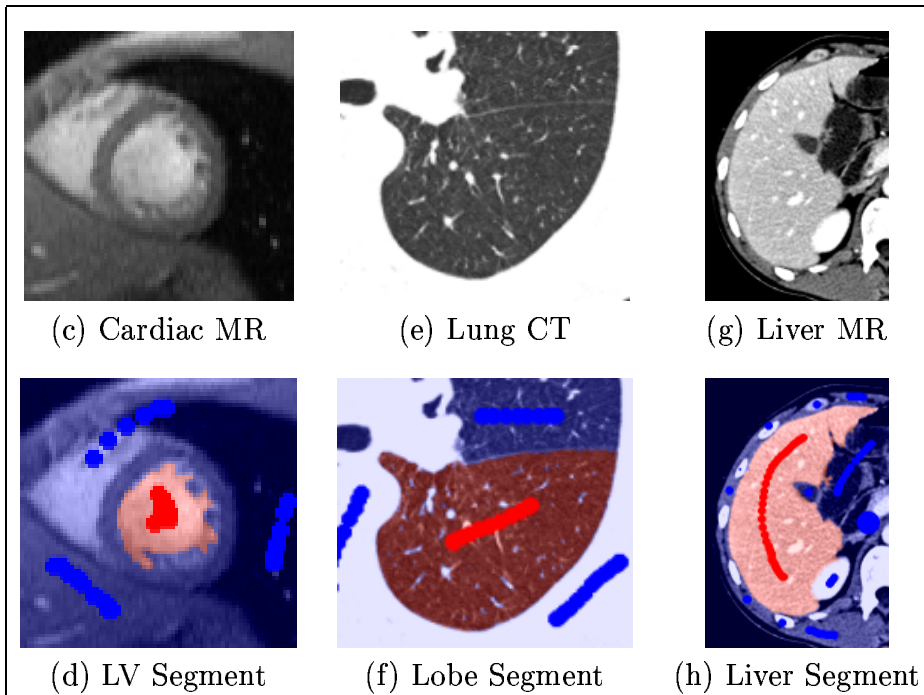 (c) Cardiac MR
(e) Lung CT
(g) Liver MR
(d) LV Segment
(f) Lobe Segment
(h) Liver Segment